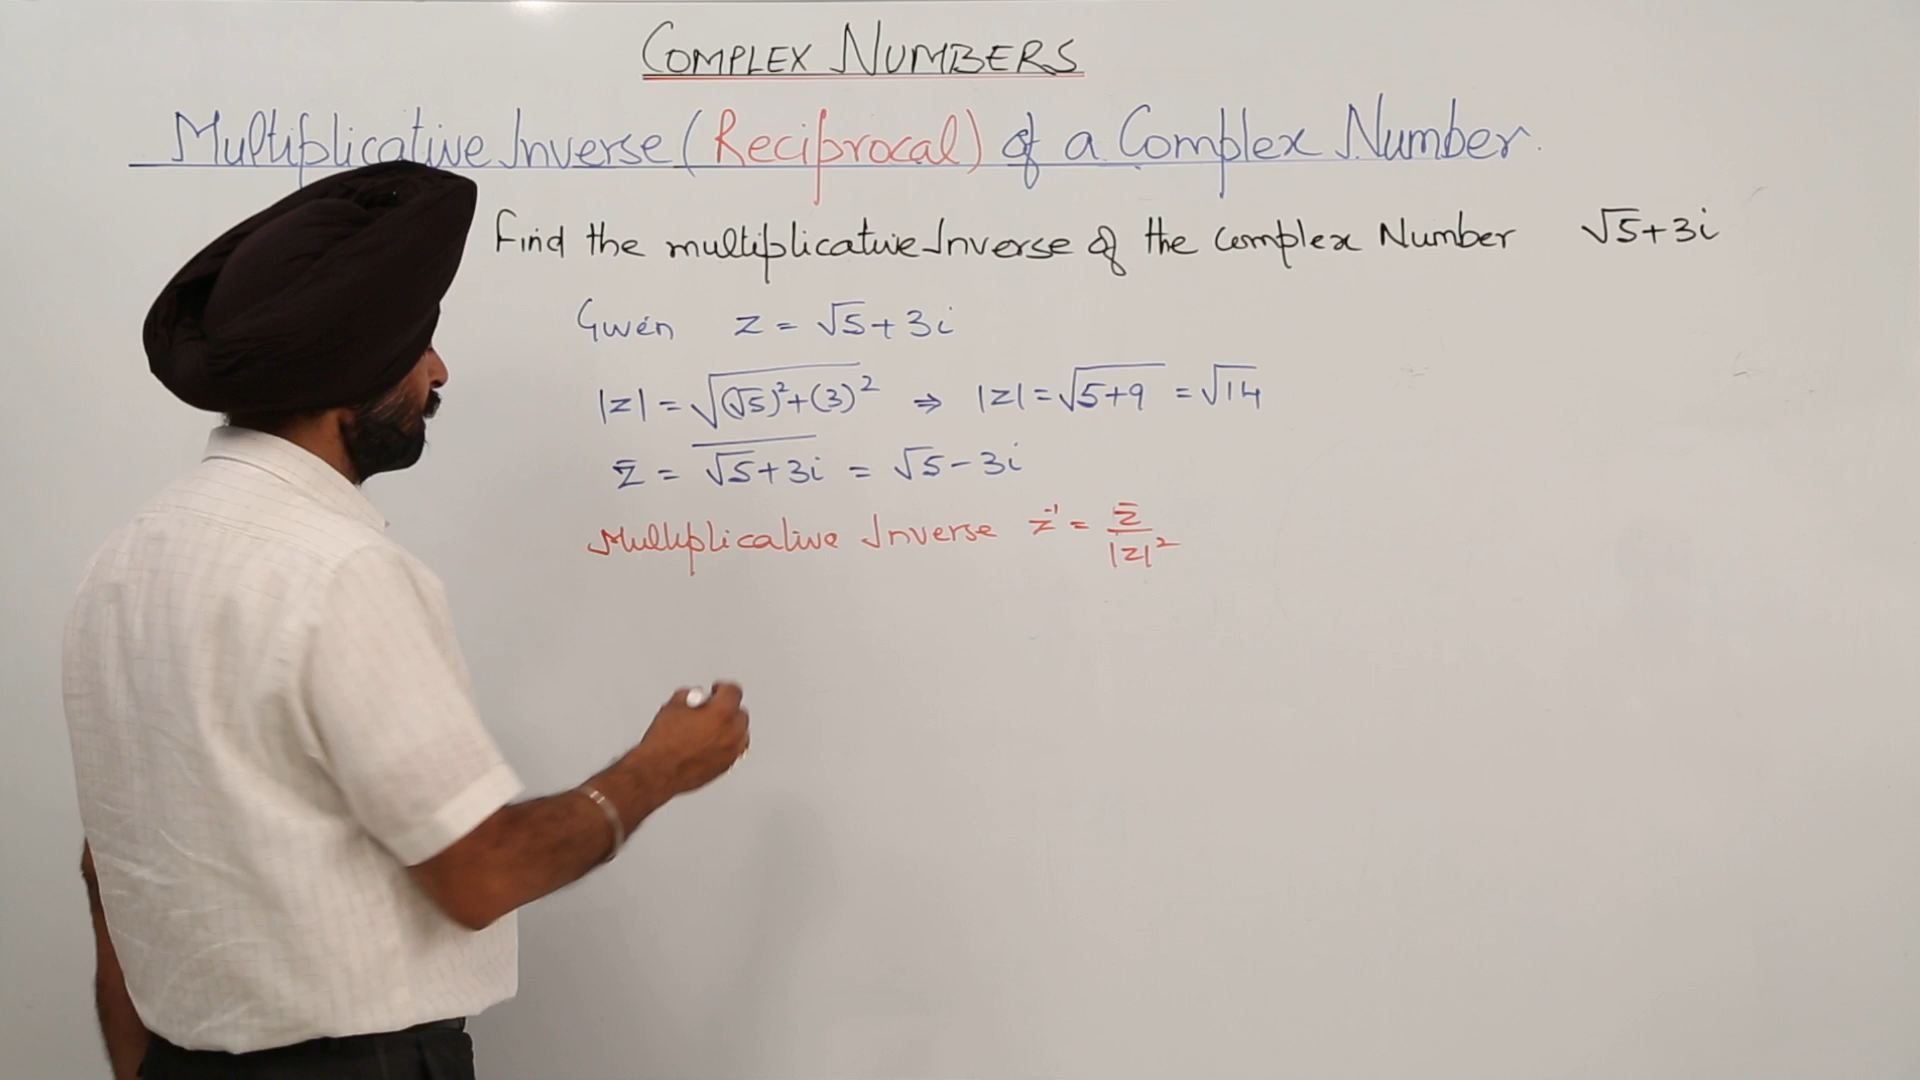 COMPLEX NUMBERS
Multiplicative Inverse (Reciprocal) of a Complex Number.
Find the multiplicative Inverse of the complex Number √5+3i
Given z = √5+3i
|z| = √((√5)²+(3)²) ⇒ |z| = √(5+9) = √14
z̅ = \overline{√5+3i} = √5-3i
Multiplicative Inverse z⁻¹ = z̅/|z|²